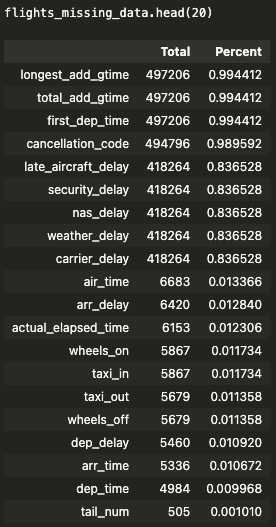 flights_missing_data.head(20)
Total Percent
longest_add_gtime 497206 0.994412
total_add_gtime 497206 0.994412
first_dep_time 497206 0.994412
cancellation_code 494796 0.989592
late_aircraft_delay 418264 0.836528
security_delay 418264 0.836528
nas_delay 418264 0.836528
weather_delay 418264 0.836528
carrier_delay 418264 0.836528
air_time 6683 0.013366
arr_delay 6420 0.012840
actual_elapsed_time 6153 0.012306
wheels_on 5867 0.011734
taxi_in 5867 0.011734
taxi_out 5679 0.011358
wheels_off 5679 0.011358
dep_delay 5460 0.010920
arr_time 5336 0.010672
dep_time 4984 0.009968
tail_num 505 0.001010